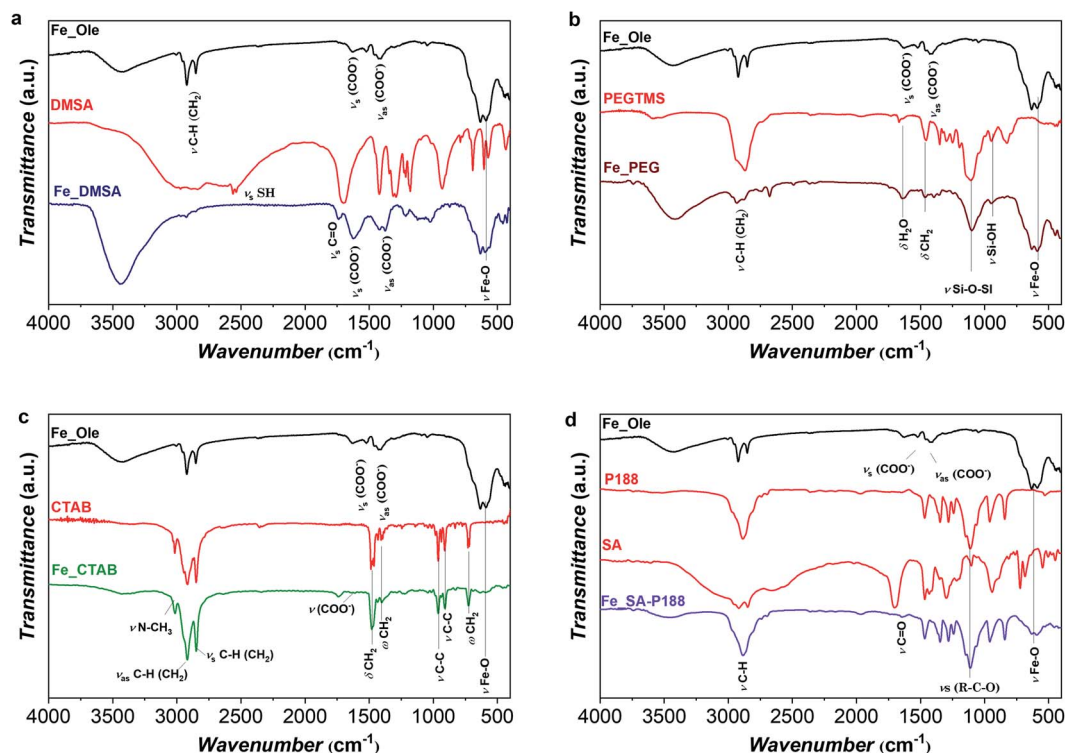 a
Fe_Ole
DMSA
Fe_DMSA
ν C-H (CH₂)
νₛ (COO⁻)
νₐₛ (COO⁻)
νₛ SH
νₛ C=O
νₛ (COO⁻)
νₐₛ (COO⁻)
ν Fe-O
Transmittance (a.u.)
4000 3500 3000 2500 2000 1500 1000 500
Wavenumber (cm⁻¹)
b
Fe_Ole
PEGTMS
Fe_PEG
νₛ (COO⁻)
νₐₛ (COO⁻)
ν C-H (CH₂)
δ H₂O
δ CH₂
ν Si-O-SI
ν Si-OH
ν Fe-O
Transmittance (a.u.)
4000 3500 3000 2500 2000 1500 1000 500
Wavenumber (cm⁻¹)
c
Fe_Ole
CTAB
Fe_CTAB
νₛ (COO⁻)
νₐₛ (COO⁻)
ν N-CH₃
νₐₛ C-H (CH₂)
νₛ C-H (CH₂)
ν (COO⁻)
δ CH₂
ω CH₂
ν C-C
ν C-C
ω CH₂
ν Fe-O
Transmittance (a.u.)
4000 3500 3000 2500 2000 1500 1000 500
Wavenumber (cm⁻¹)
d
Fe_Ole
P188
SA
Fe_SA-P188
νₛ (COO⁻)
νₐₛ (COO⁻)
ν C-H
ν C=O
νs (R-C-O)
ν Fe-O
Transmittance (a.u.)
4000 3500 3000 2500 2000 1500 1000 500
Wavenumber (cm⁻¹)